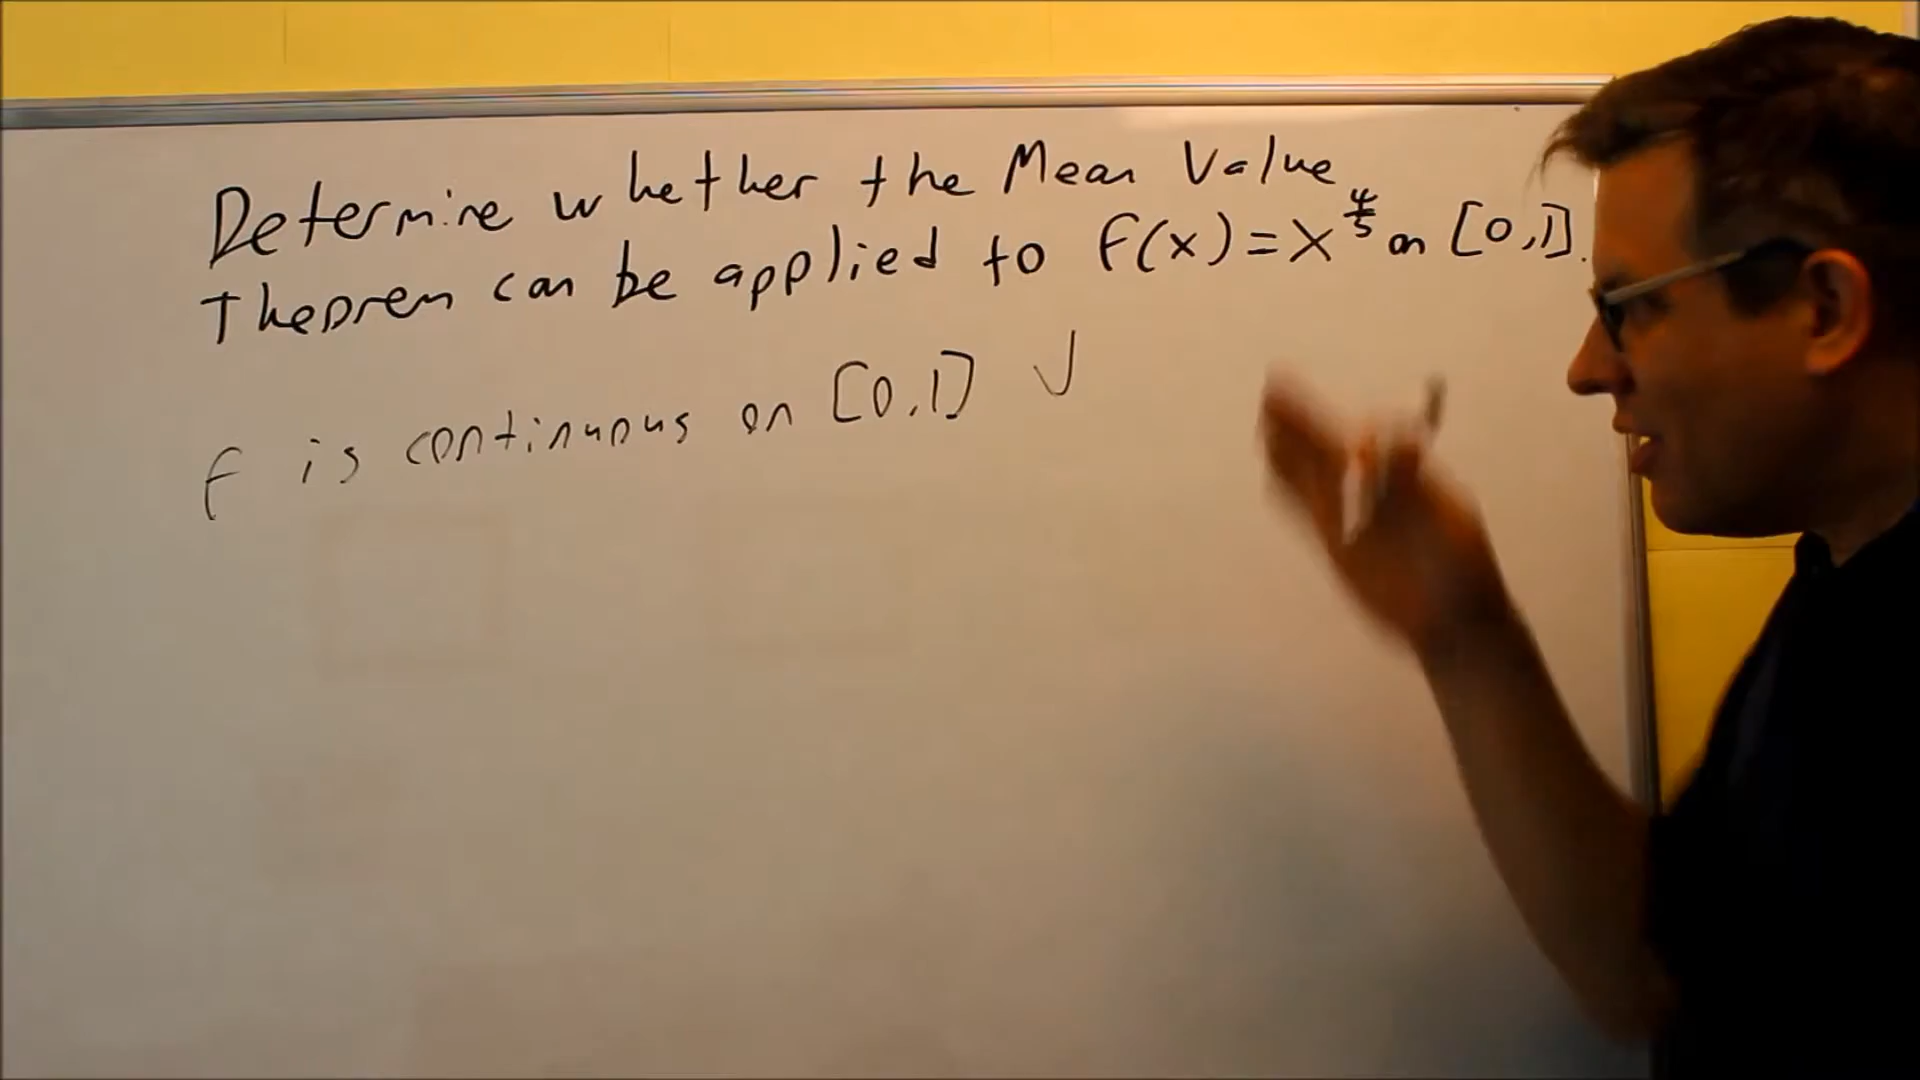 Determine whether the Mean Value
Theorem can be applied to f(x) = x^{4/5} on [0,1].
f is continuous on [0,1] ✓